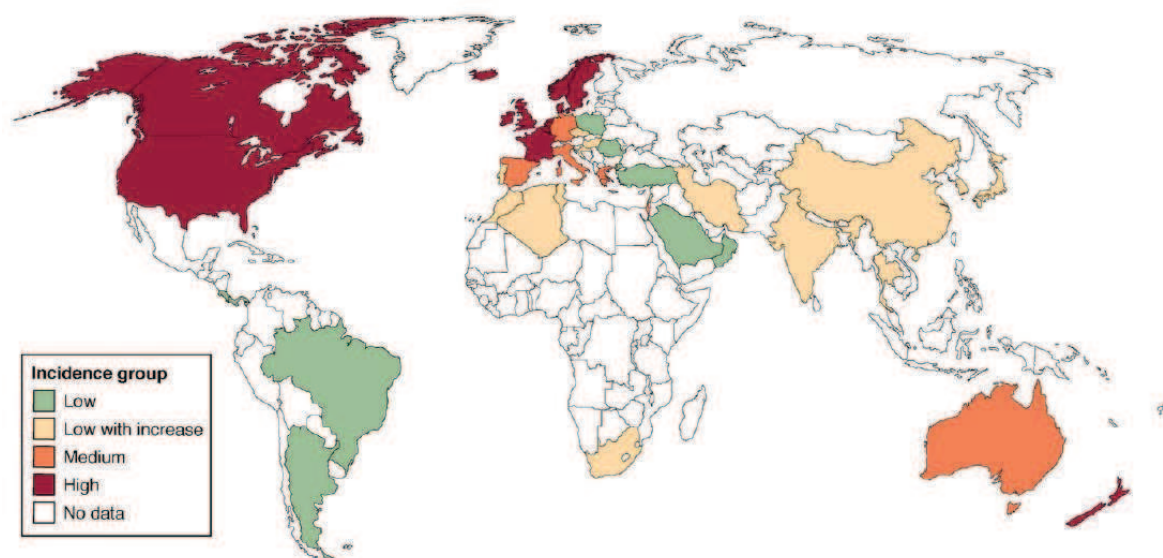 Incidence group
Low
Low with increase
Medium
High
No data